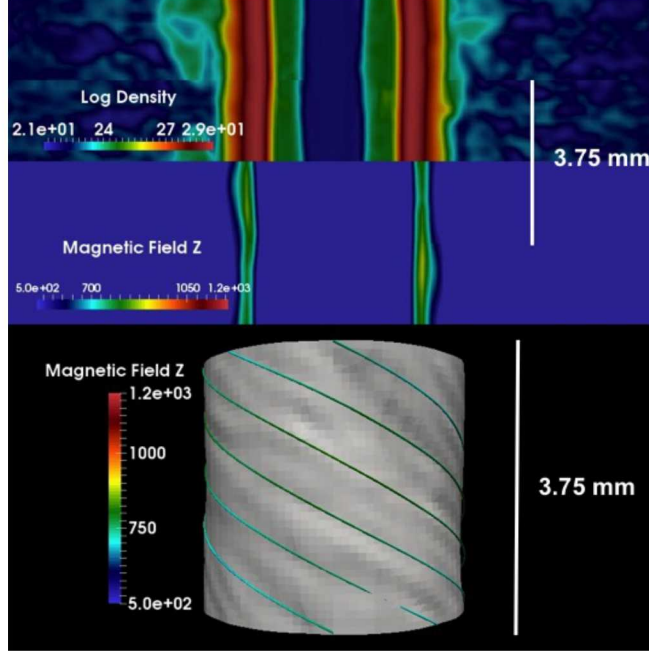 Log Density
2.1e+01 24 27 2.9e+01
3.75 mm
Magnetic Field Z
5.0e+02 700 1050 1.2e+03
Magnetic Field Z
1.2e+03
1000
3.75 mm
750
5.0e+02